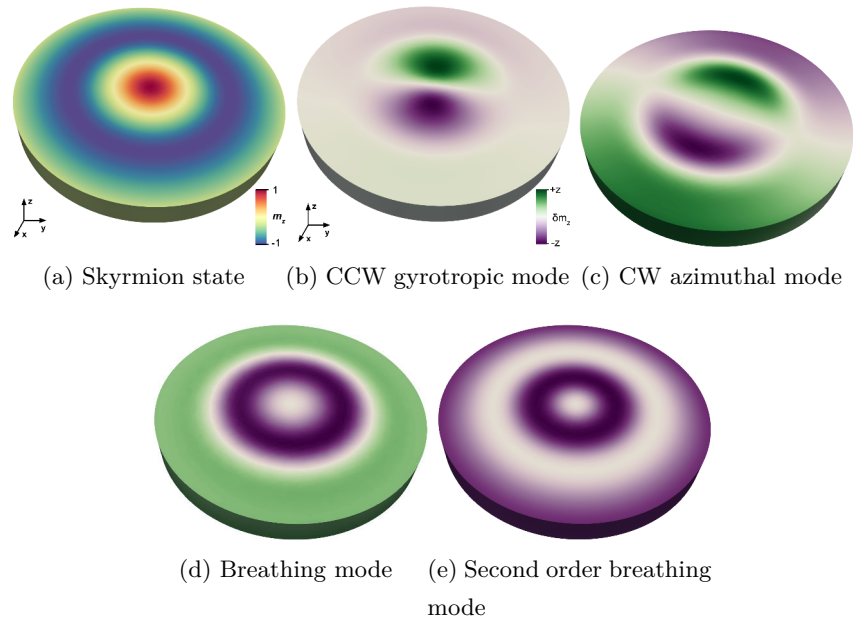 z
y
x
1
m_z
-1
z
y
x
+z
δm_z
-z
(a) Skyrmion state
(b) CCW gyrotropic mode
(c) CW azimuthal mode
(d) Breathing mode
(e) Second order breathing
mode